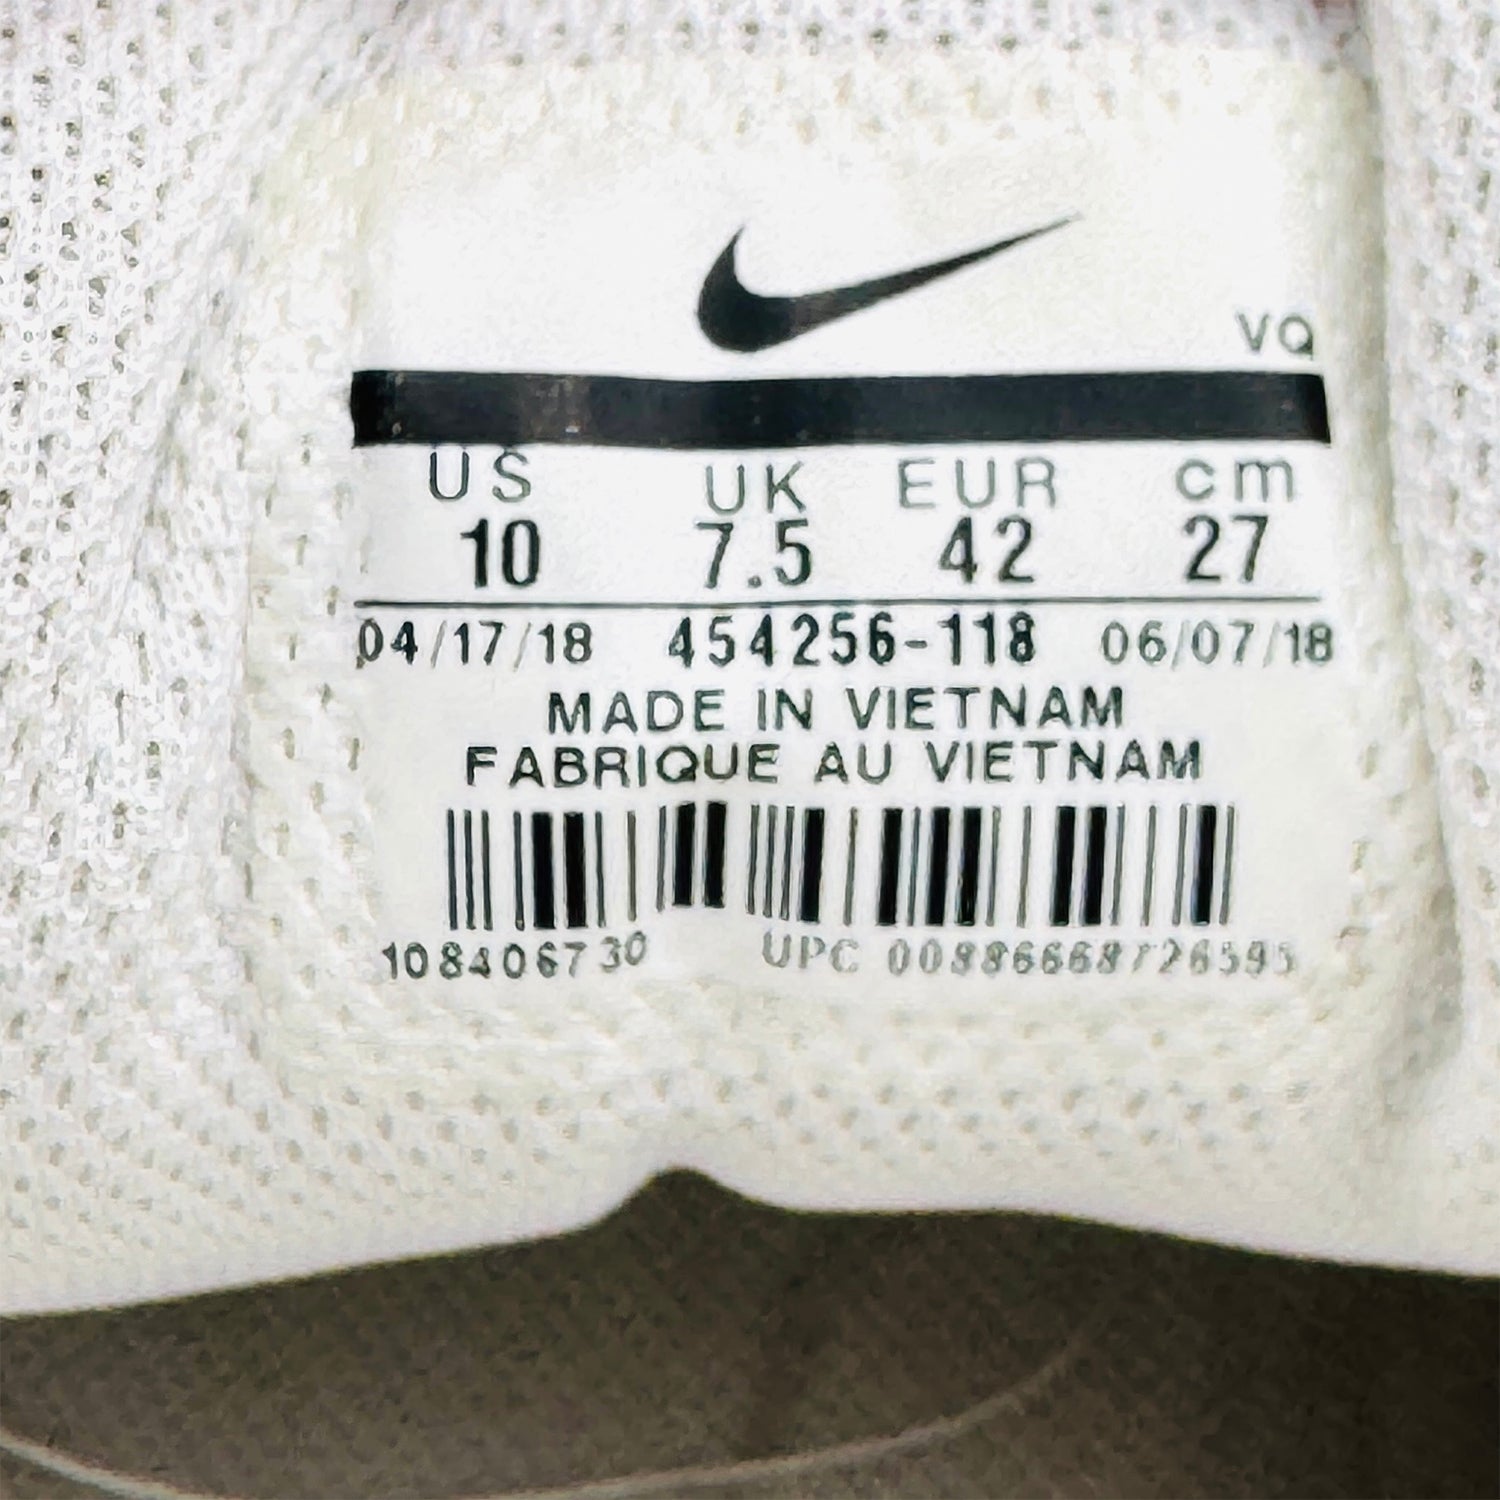 VQ
US UK EUR cm
10 7.5 42 27
04/17/18 454256-118 06/07/18
MADE IN VIETNAM
FABRIQUE AU VIETNAM
108406730 UPC 00886668726595